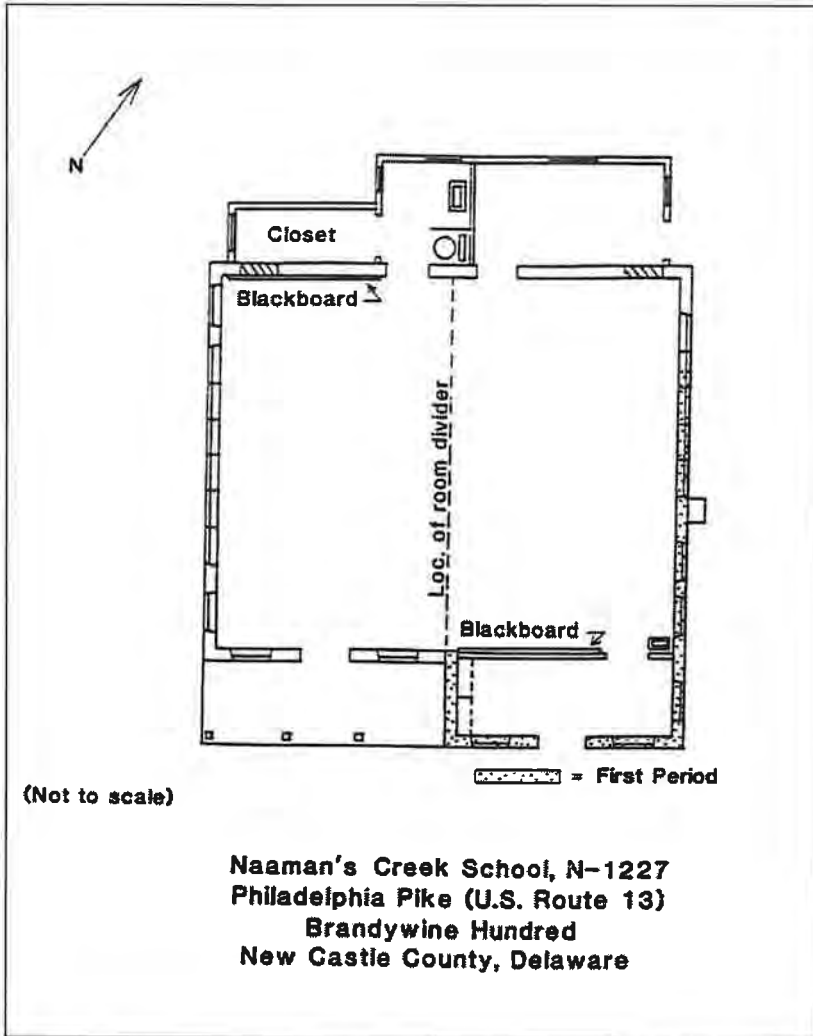 N
Closet
Blackboard
Loc. of room divider
Blackboard
= First Period
(Not to scale)
Naaman's Creek School, N-1227
Philadelphia Pike (U.S. Route 13)
Brandywine Hundred
New Castle County, Delaware